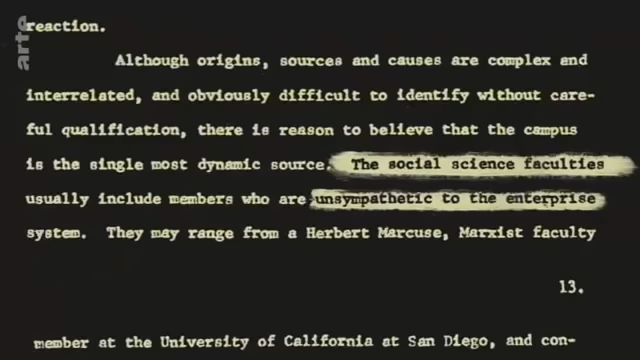 arte
reaction.
Although origins, sources and causes are complex and
interrelated, and obviously difficult to identify without care-
ful qualification, there is reason to believe that the campus
is the single most dynamic source. The social science faculties
usually include members who are unsympathetic to the enterprise
system. They may range from a Herbert Marcuse, Marxist faculty
13.
member at the University of California at San Diego, and con-